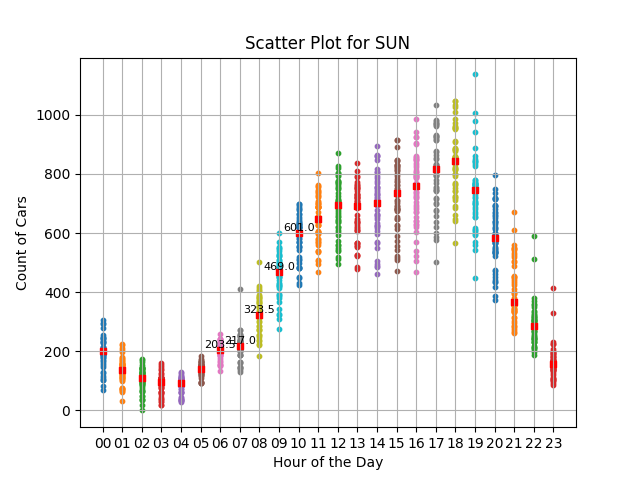 Scatter Plot for SUN
Count of Cars
1000
800
600
400
200
0
601.0
469.0
323.5
203.5
217.0
00 01 02 03 04 05 06 07 08 09 10 11 12 13 14 15 16 17 18 19 20 21 22 23
Hour of the Day